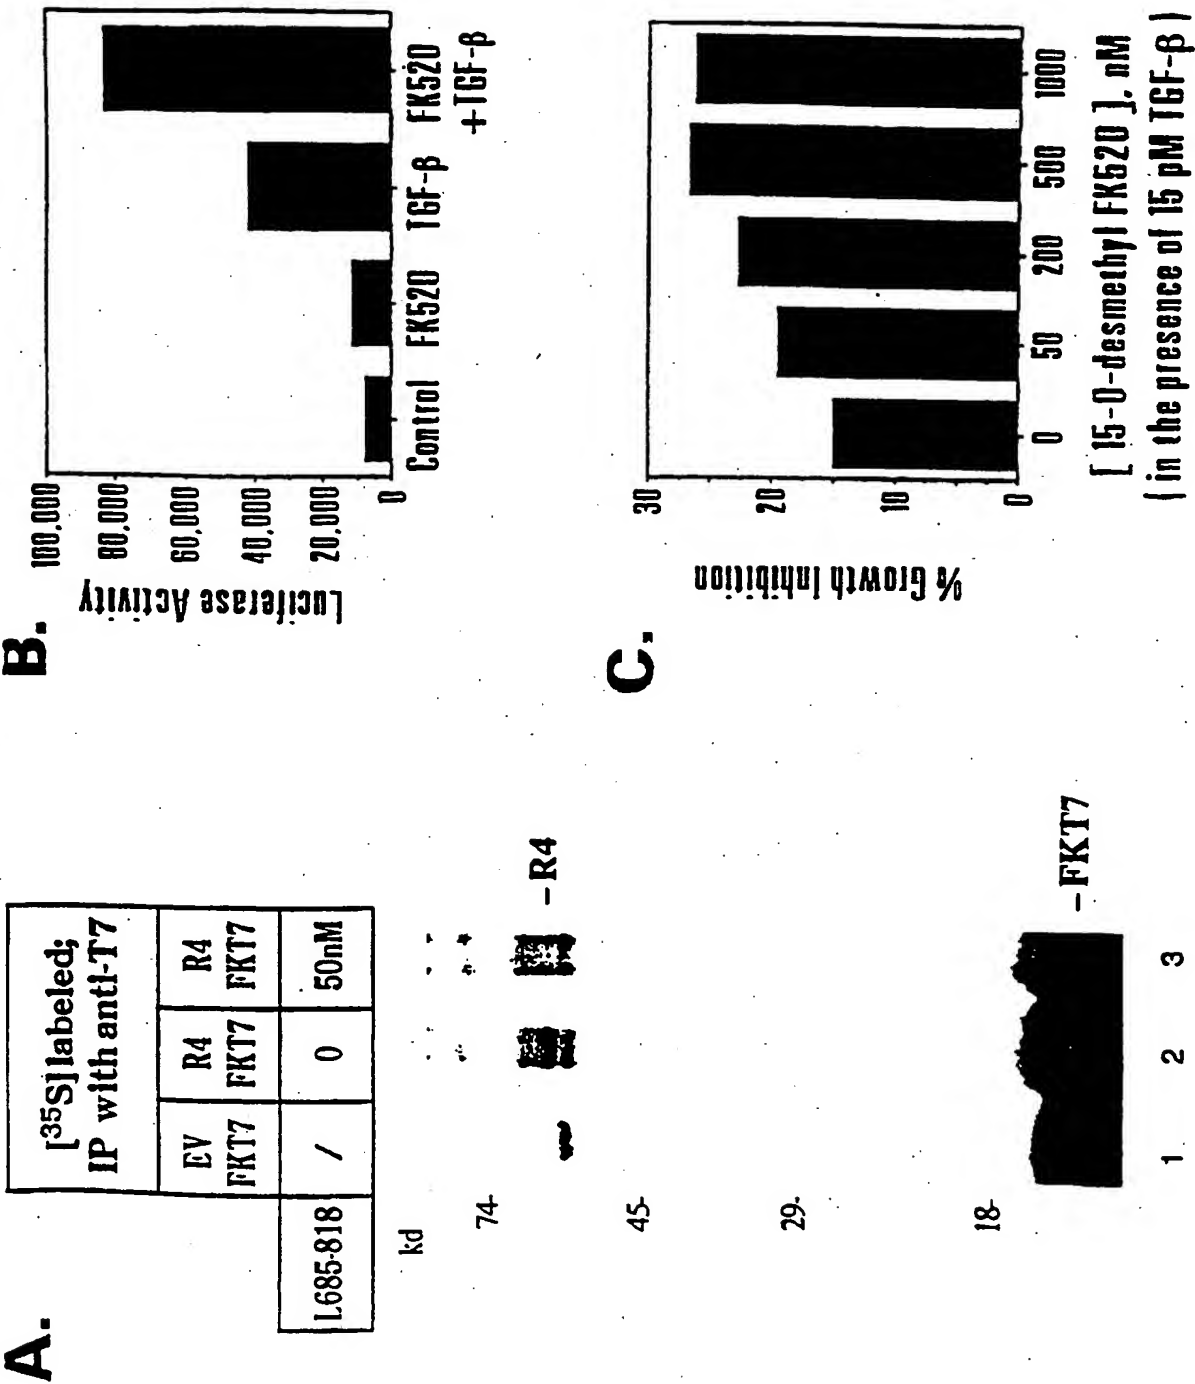 A.
[³⁵S] labeled;
IP with anti-T7
EV FKT7
R4 FKT7
R4 FKT7
L685-818
/
0
50nM
kd
74-
45-
29-
18-
-R4
-FKT7
1 2 3
B.
Luciferase Activity
100,000
80,000
60,000
40,000
20,000
0
Control
FK520
TGF-β
FK520
+TGF-β
C.
% Growth Inhibition
30
20
10
0
0 50 200 500 1000
[ 15-O-desmethyl FK520 ], nM
( in the presence of 15 pM TGF-β )